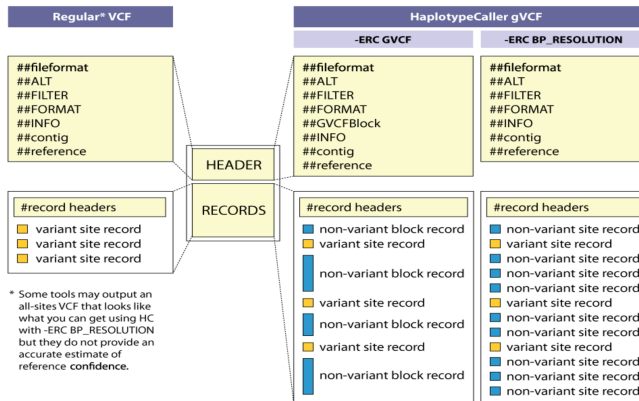 Regular* VCF
##fileformat
##ALT
##FILTER
##FORMAT
##INFO
##contig
##reference
#record headers
variant site record
variant site record
variant site record
* Some tools may output an
all-sites VCF that looks like
what you can get using HC
with -ERC BP_RESOLUTION
but they do not provide an
accurate estimate of
reference confidence.
HEADER
RECORDS
HaplotypeCaller gVCF
-ERC GVCF
##fileformat
##ALT
##FILTER
##FORMAT
##GVCFBlock
##INFO
##contig
##reference
#record headers
non-variant block record
variant site record
non-variant block record
variant site record
non-variant block record
variant site record
non-variant block record
-ERC BP_RESOLUTION
##fileformat
##ALT
##FILTER
##FORMAT
##INFO
##contig
##reference
#record headers
non-variant site record
variant site record
non-variant site record
non-variant site record
non-variant site record
variant site record
non-variant site record
variant site record
non-variant site record
non-variant site record
non-variant site record